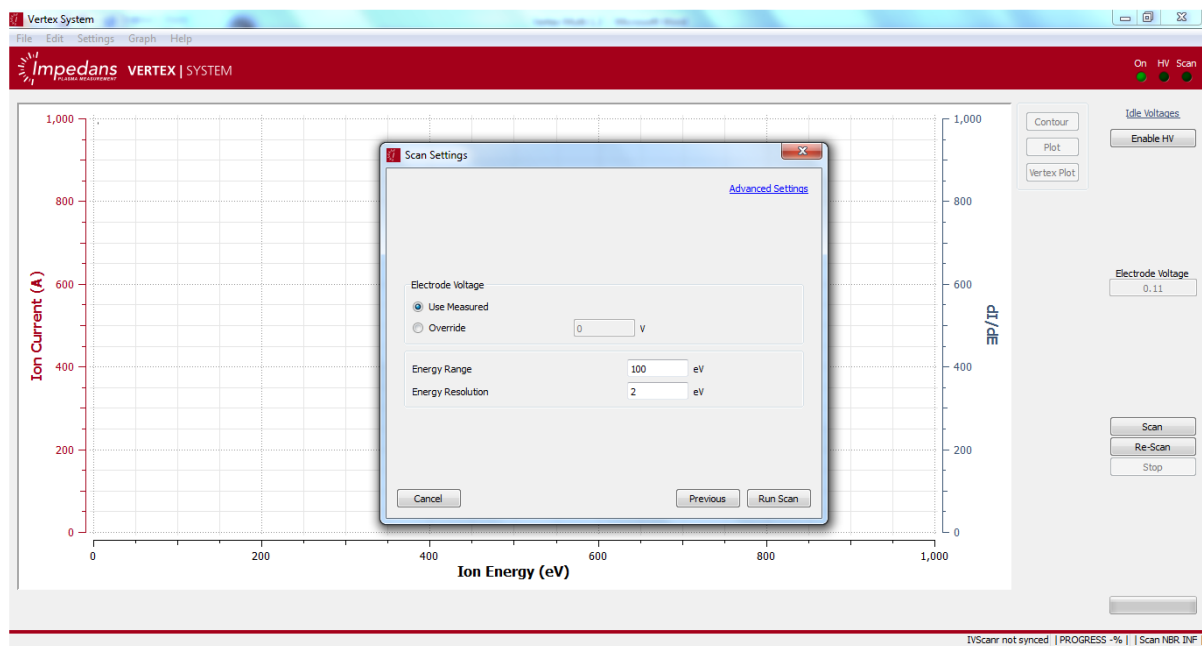 Vertex System
File Edit Settings Graph Help
Impedans VERTEX | SYSTEM
PLASMA MEASUREMENT
On HV Scan
1,000
800
600
400
200
0
Ion Current (A)
0 200 400 600 800 1,000
Ion Energy (eV)
1,000
800
600
400
200
0
dI/dE
Scan Settings
Advanced Settings
Electrode Voltage
Use Measured
Override 0 V
Energy Range 100 eV
Energy Resolution 2 eV
Cancel Previous Run Scan
Contour
Plot
Vertex Plot
Idle Voltages
Enable HV
Electrode Voltage
0.11
Scan
Re-Scan
Stop
IVScanr not synced | PROGRESS -% | | Scan NBR INF